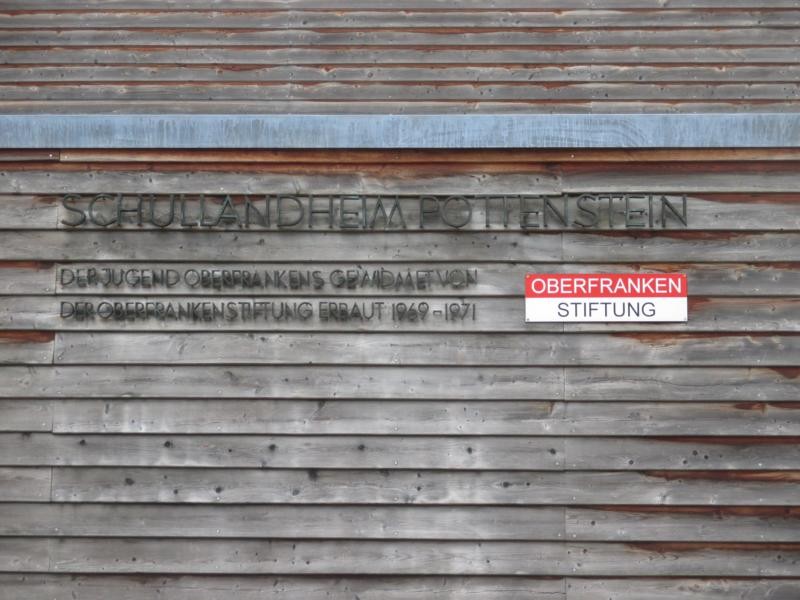 SCHULLANDHEIM POTTENSTEIN
DER JUGEND OBERFRANKENS GEWIDMET VON
DER OBERFRANKENSTIFTUNG ERBAUT 1969-1971
OBERFRANKEN
STIFTUNG